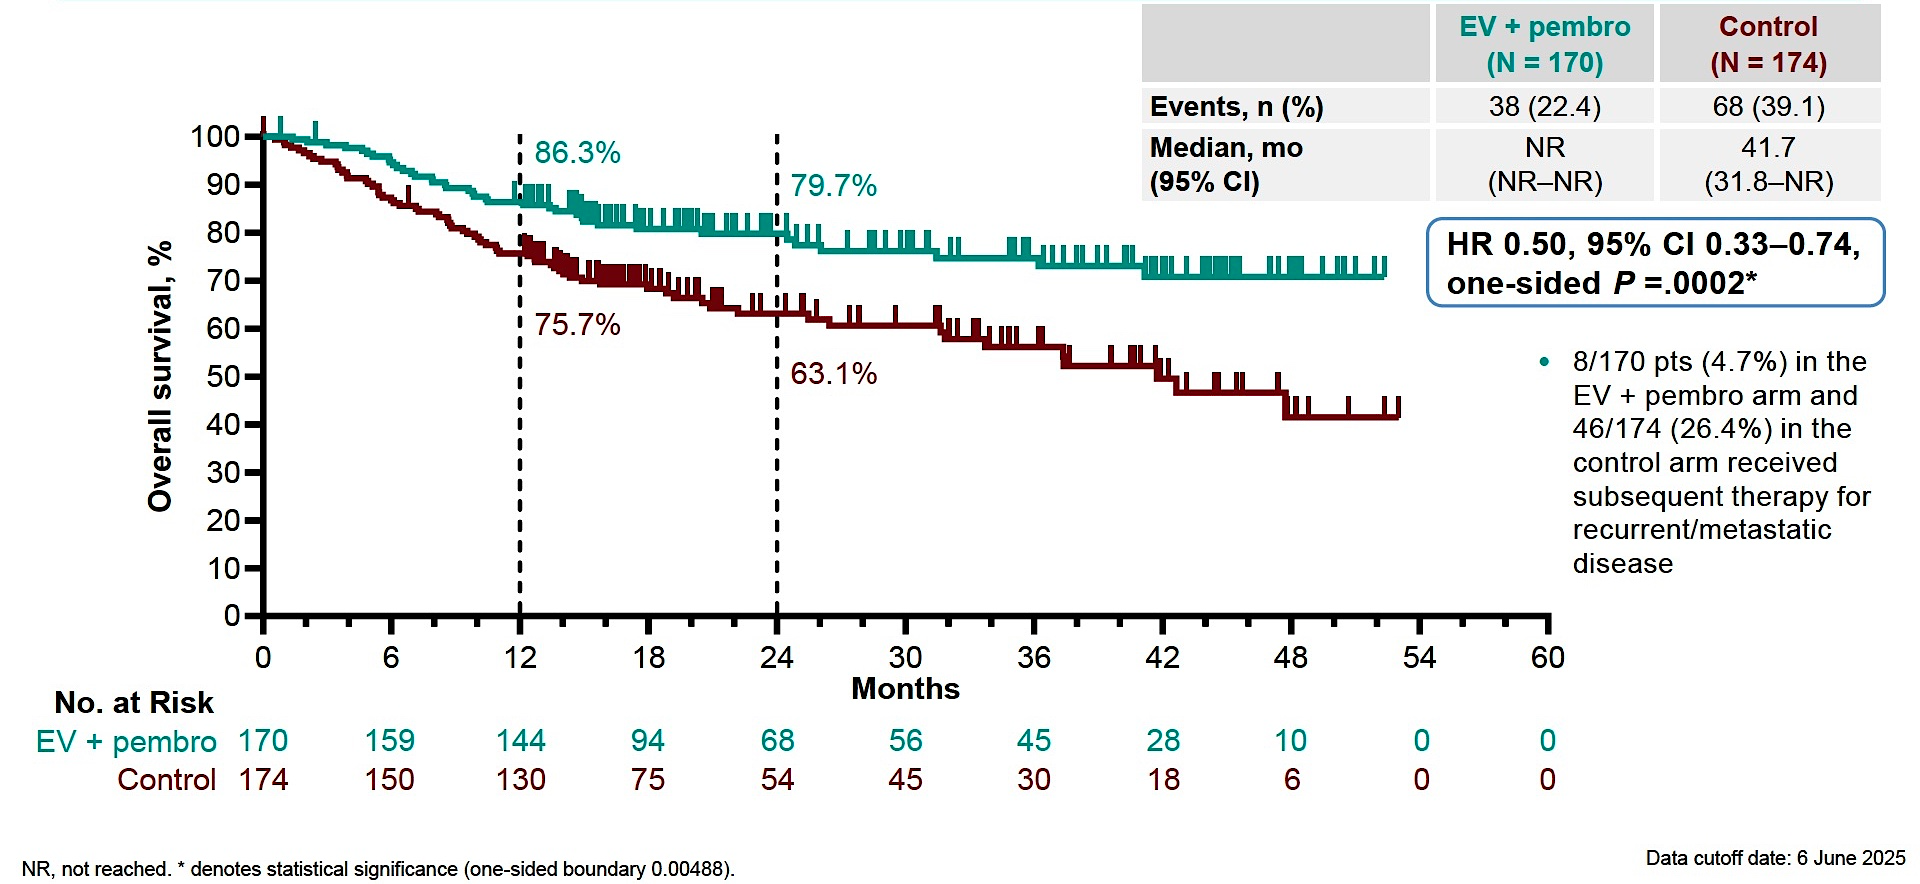 EV + pembro Control
(N = 170) (N = 174)
Events, n (%) 38 (22.4) 68 (39.1)
Median, mo NR 41.7
(95% CI) (NR–NR) (31.8–NR)
HR 0.50, 95% CI 0.33–0.74,
one-sided P =.0002*
8/170 pts (4.7%) in the
EV + pembro arm and
46/174 (26.4%) in the
control arm received
subsequent therapy for
recurrent/metastatic
disease
Overall survival, %
100
90
80
70
60
50
40
30
20
10
0
86.3%
79.7%
75.7%
63.1%
0 6 12 18 24 30 36 42 48 54 60
Months
No. at Risk
EV + pembro 170 159 144 94 68 56 45 28 10 0 0
Control 174 150 130 75 54 45 30 18 6 0 0
NR, not reached. * denotes statistical significance (one-sided boundary 0.00488).
Data cutoff date: 6 June 2025